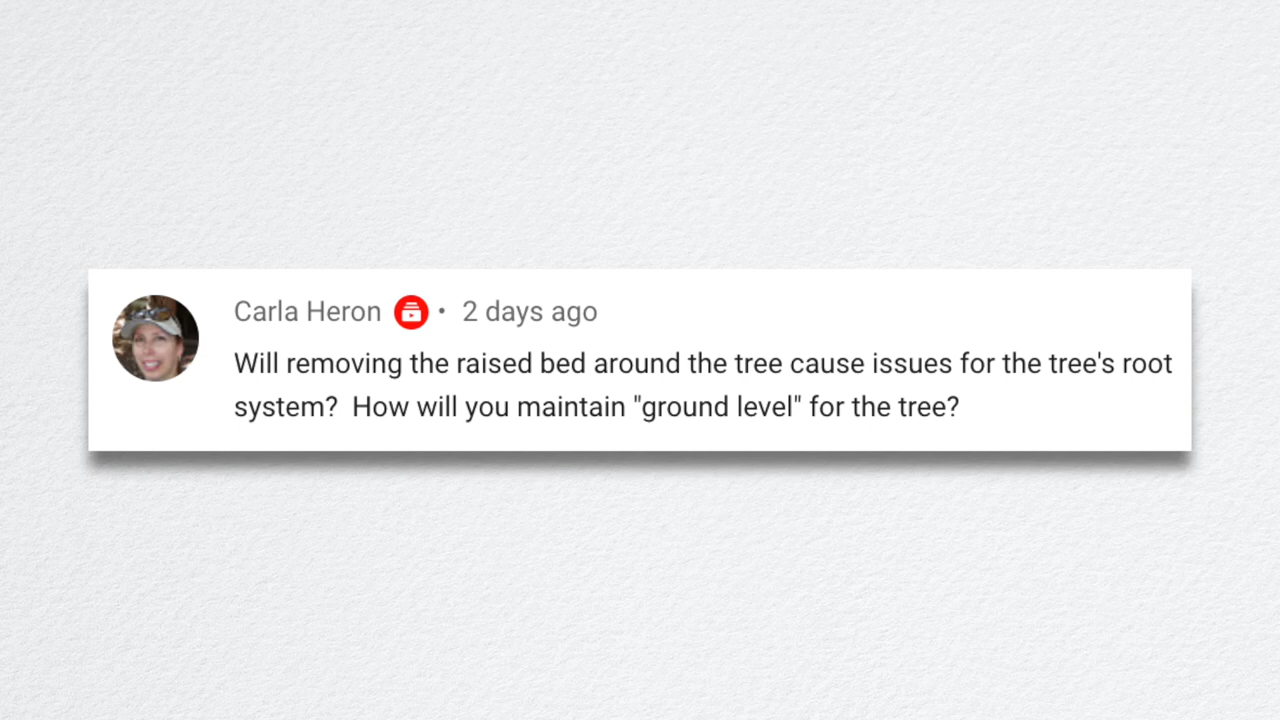 Carla Heron • 2 days ago
Will removing the raised bed around the tree cause issues for the tree's root
system?  How will you maintain "ground level" for the tree?